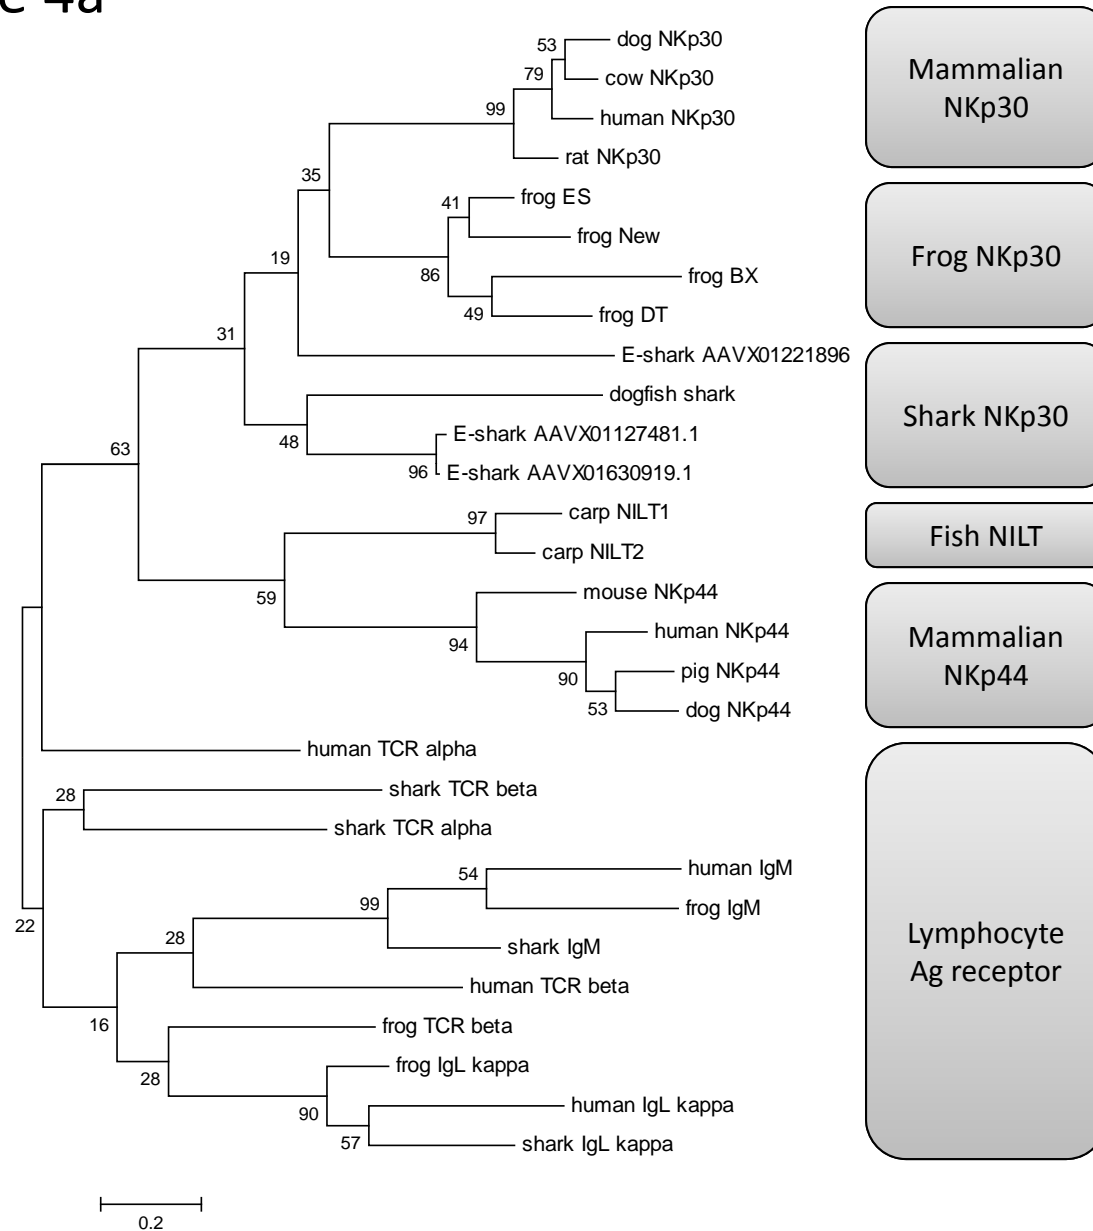 4a
53
dog NKp30
79
cow NKp30
99
human NKp30
rat NKp30
Mammalian
NKp30
35
41
frog ES
frog New
19
86
frog BX
49
frog DT
Frog NKp30
31
E-shark AAVX01221896
dogfish shark
48
E-shark AAVX01127481.1
96
E-shark AAVX01630919.1
Shark NKp30
63
97
carp NILT1
carp NILT2
Fish NILT
59
mouse NKp44
94
human NKp44
90
pig NKp44
53
dog NKp44
Mammalian
NKp44
human TCR alpha
28
shark TCR beta
shark TCR alpha
22
54
human IgM
99
frog IgM
28
shark IgM
human TCR beta
16
frog TCR beta
28
frog IgL kappa
90
human IgL kappa
57
shark IgL kappa
Lymphocyte
Ag receptor
0.2